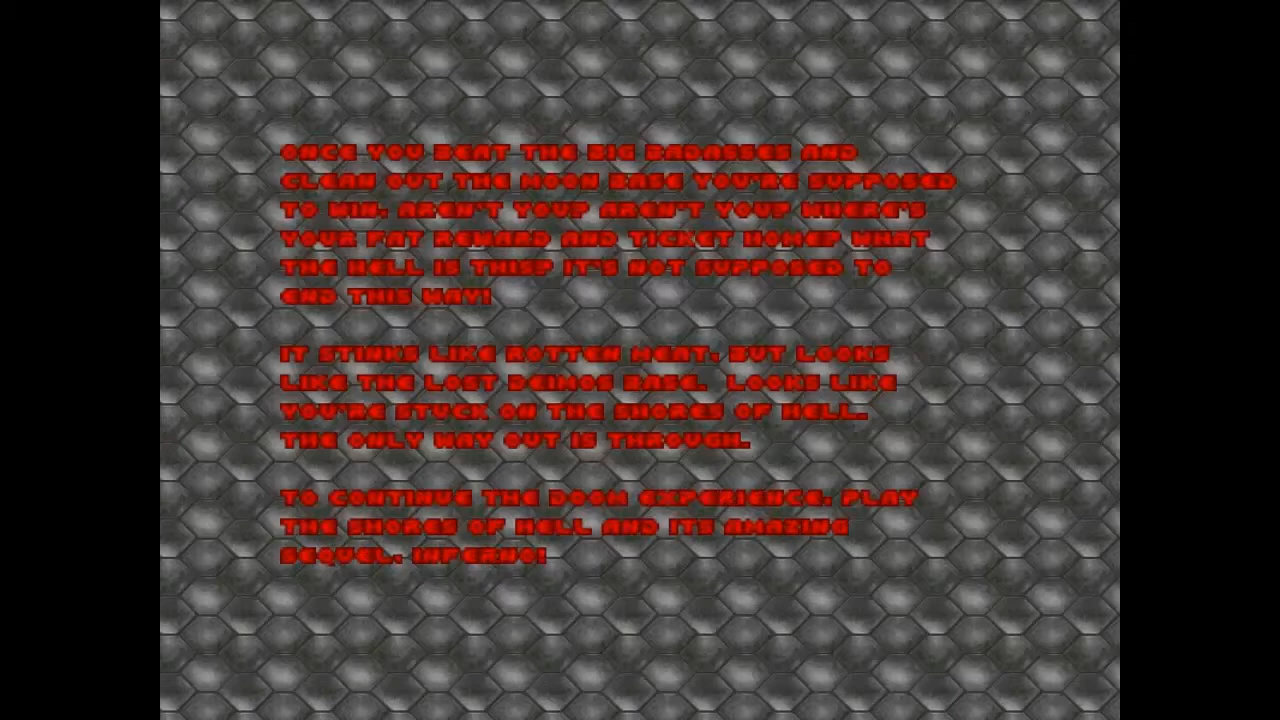 ONCE YOU BEAT THE BIG BADASSES AND
CLEAN OUT THE MOON BASE YOU'RE SUPPOSED
TO WIN, AREN'T YOU? AREN'T YOU? WHERE'S
YOUR FAT REWARD AND TICKET HOME? WHAT
THE HELL IS THIS? IT'S NOT SUPPOSED TO
END THIS WAY!
IT STINKS LIKE ROTTEN MEAT, BUT LOOKS
LIKE THE LOST DEIMOS BASE. LOOKS LIKE
YOU'RE STUCK ON THE SHORES OF HELL.
THE ONLY WAY OUT IS THROUGH.
TO CONTINUE THE DOOM EXPERIENCE, PLAY
THE SHORES OF HELL AND ITS AMAZING
SEQUEL, INFERNO!